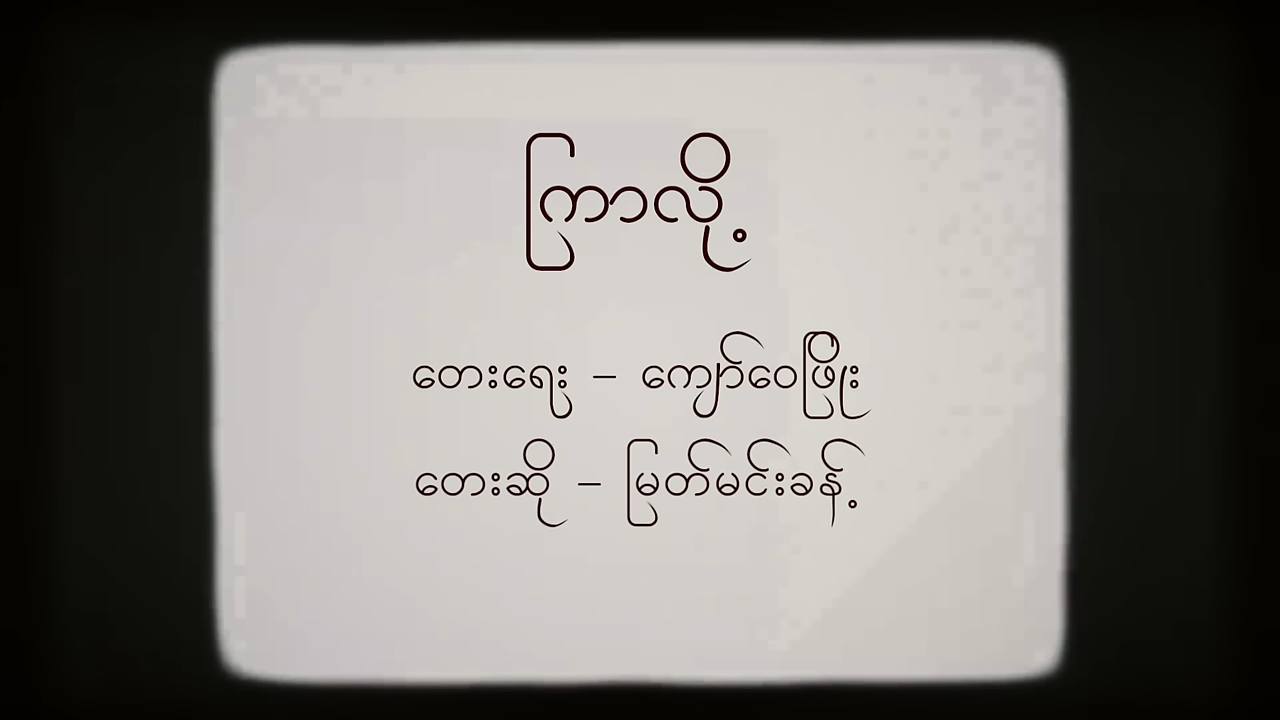 ကြာလို့
တေးရေး – ကျော်ဝေဖြိုး
တေးဆို – မြတ်မင်းခန့်